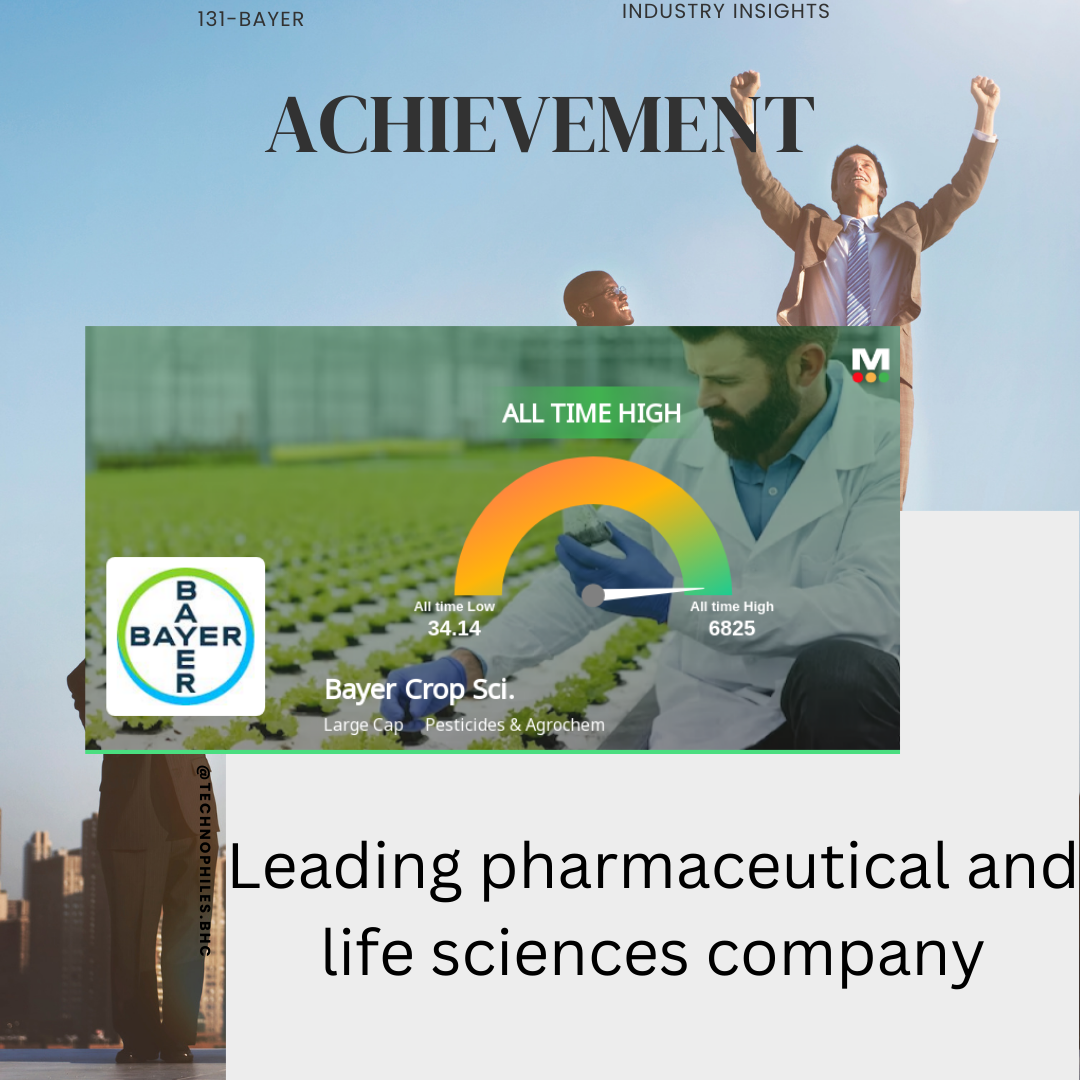 131-BAYER
INDUSTRY INSIGHTS
ACHIEVEMENT
M
ALL TIME HIGH
All time Low
34.14
All time High
6825
BAYER
BAYER
Bayer Crop Sci.
Large Cap Pesticides & Agrochem
@TECHNOPHILES.BHC
Leading pharmaceutical and
life sciences company